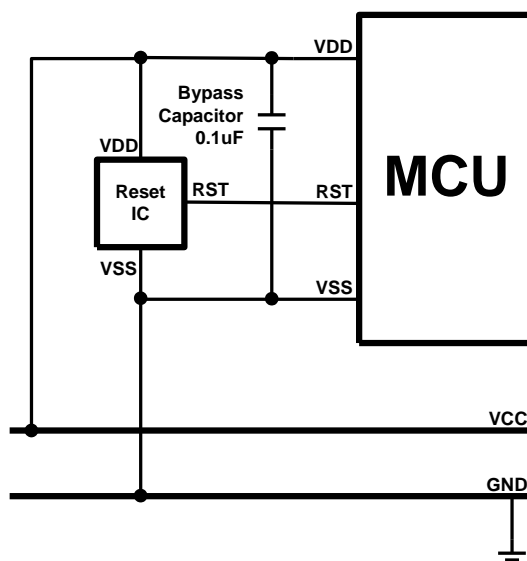 VDD
Bypass
Capacitor
0.1uF
VDD
Reset
IC
RST
RST
MCU
VSS
VSS
VCC
GND